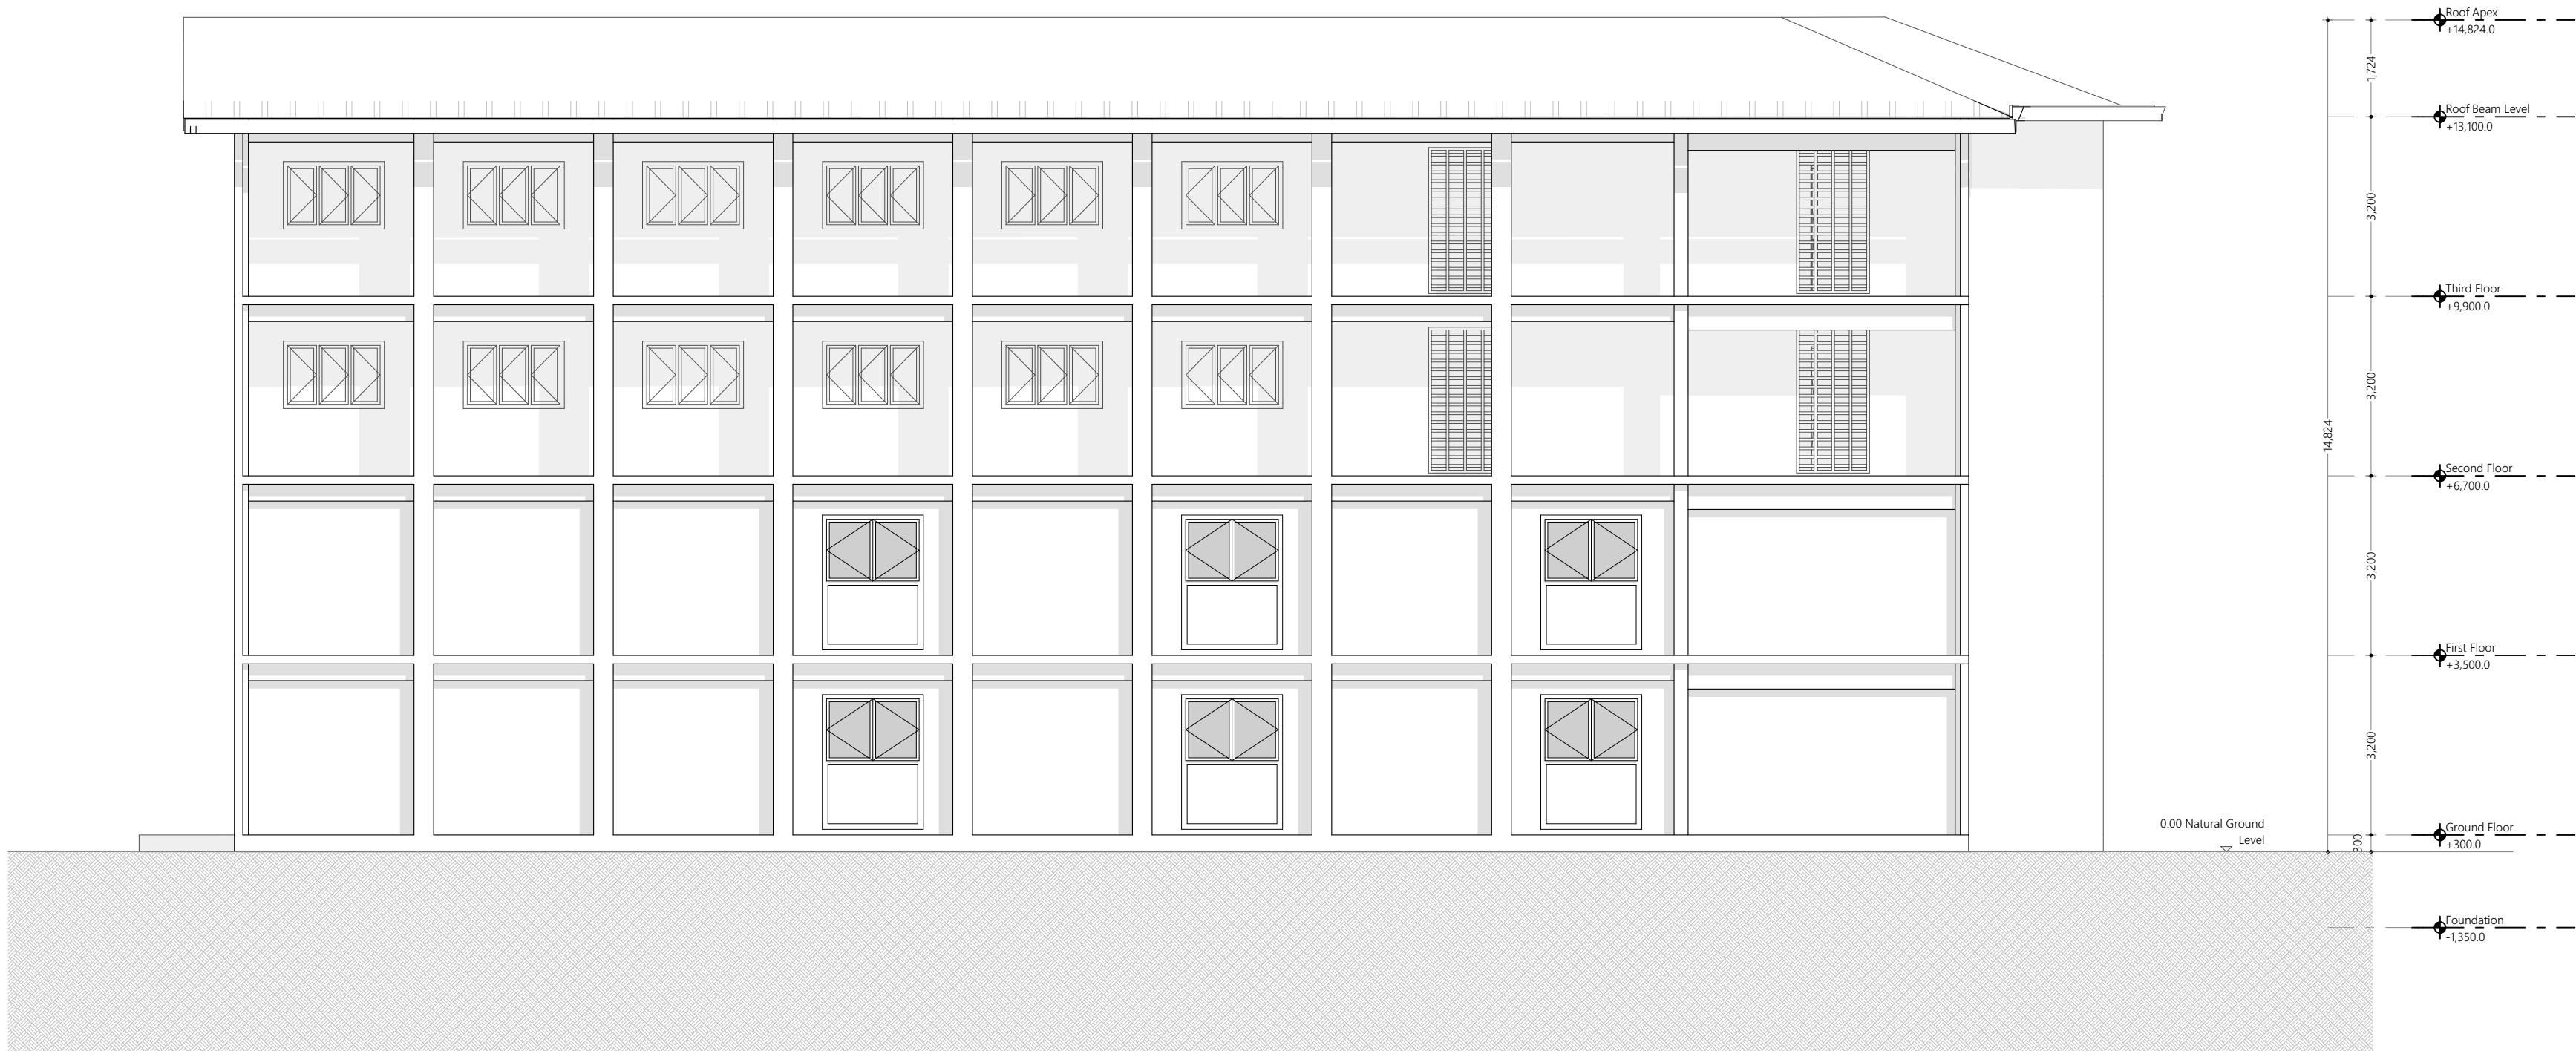 Roof Apex
+14,824.0
1,724
Roof Beam Level
+13,100.0
3,200
Third Floor
+9,900.0
3,200
14,824
Second Floor
+6,700.0
3,200
First Floor
+3,500.0
3,200
0.00 Natural Ground
Level
300
Ground Floor
+300.0
Foundation
-1,350.0